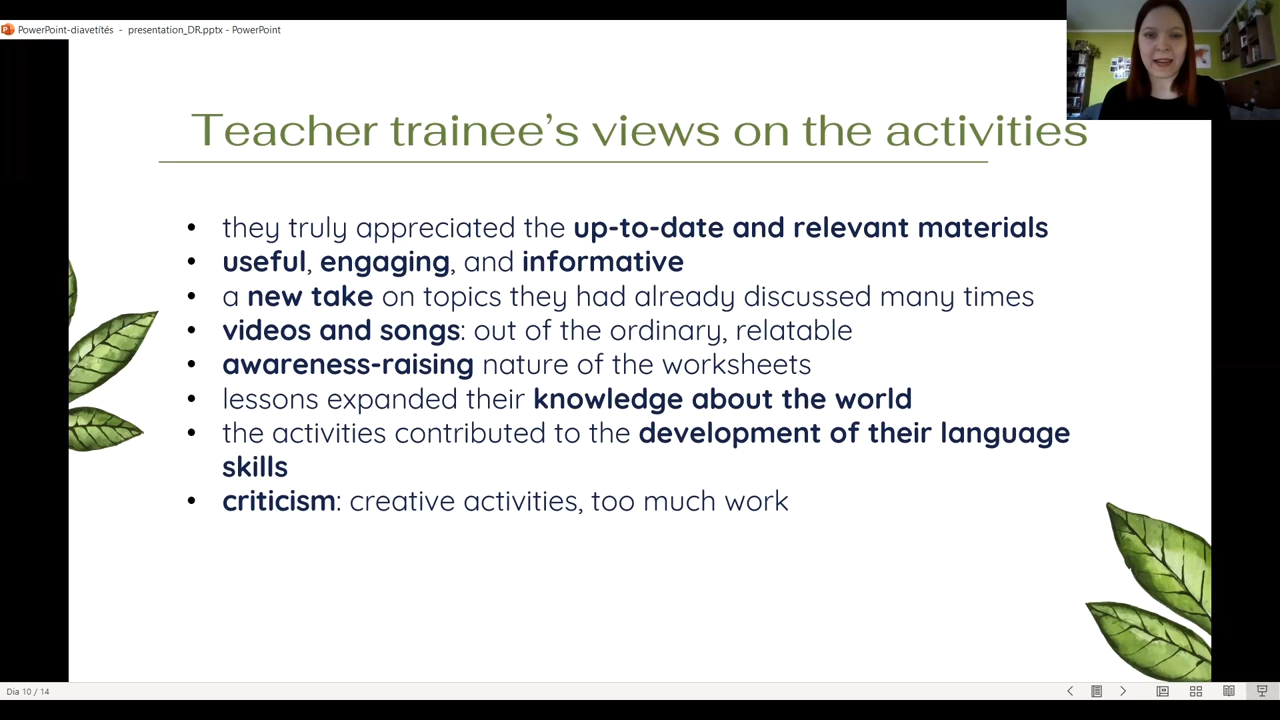 PowerPoint-diavetítés - presentation_DR.pptx - PowerPoint
Teacher trainee's views on the activities
• they truly appreciated the up-to-date and relevant materials
• useful, engaging, and informative
• a new take on topics they had already discussed many times
• videos and songs: out of the ordinary, relatable
• awareness-raising nature of the worksheets
• lessons expanded their knowledge about the world
• the activities contributed to the development of their language
skills
• criticism: creative activities, too much work
Dia 10 / 14